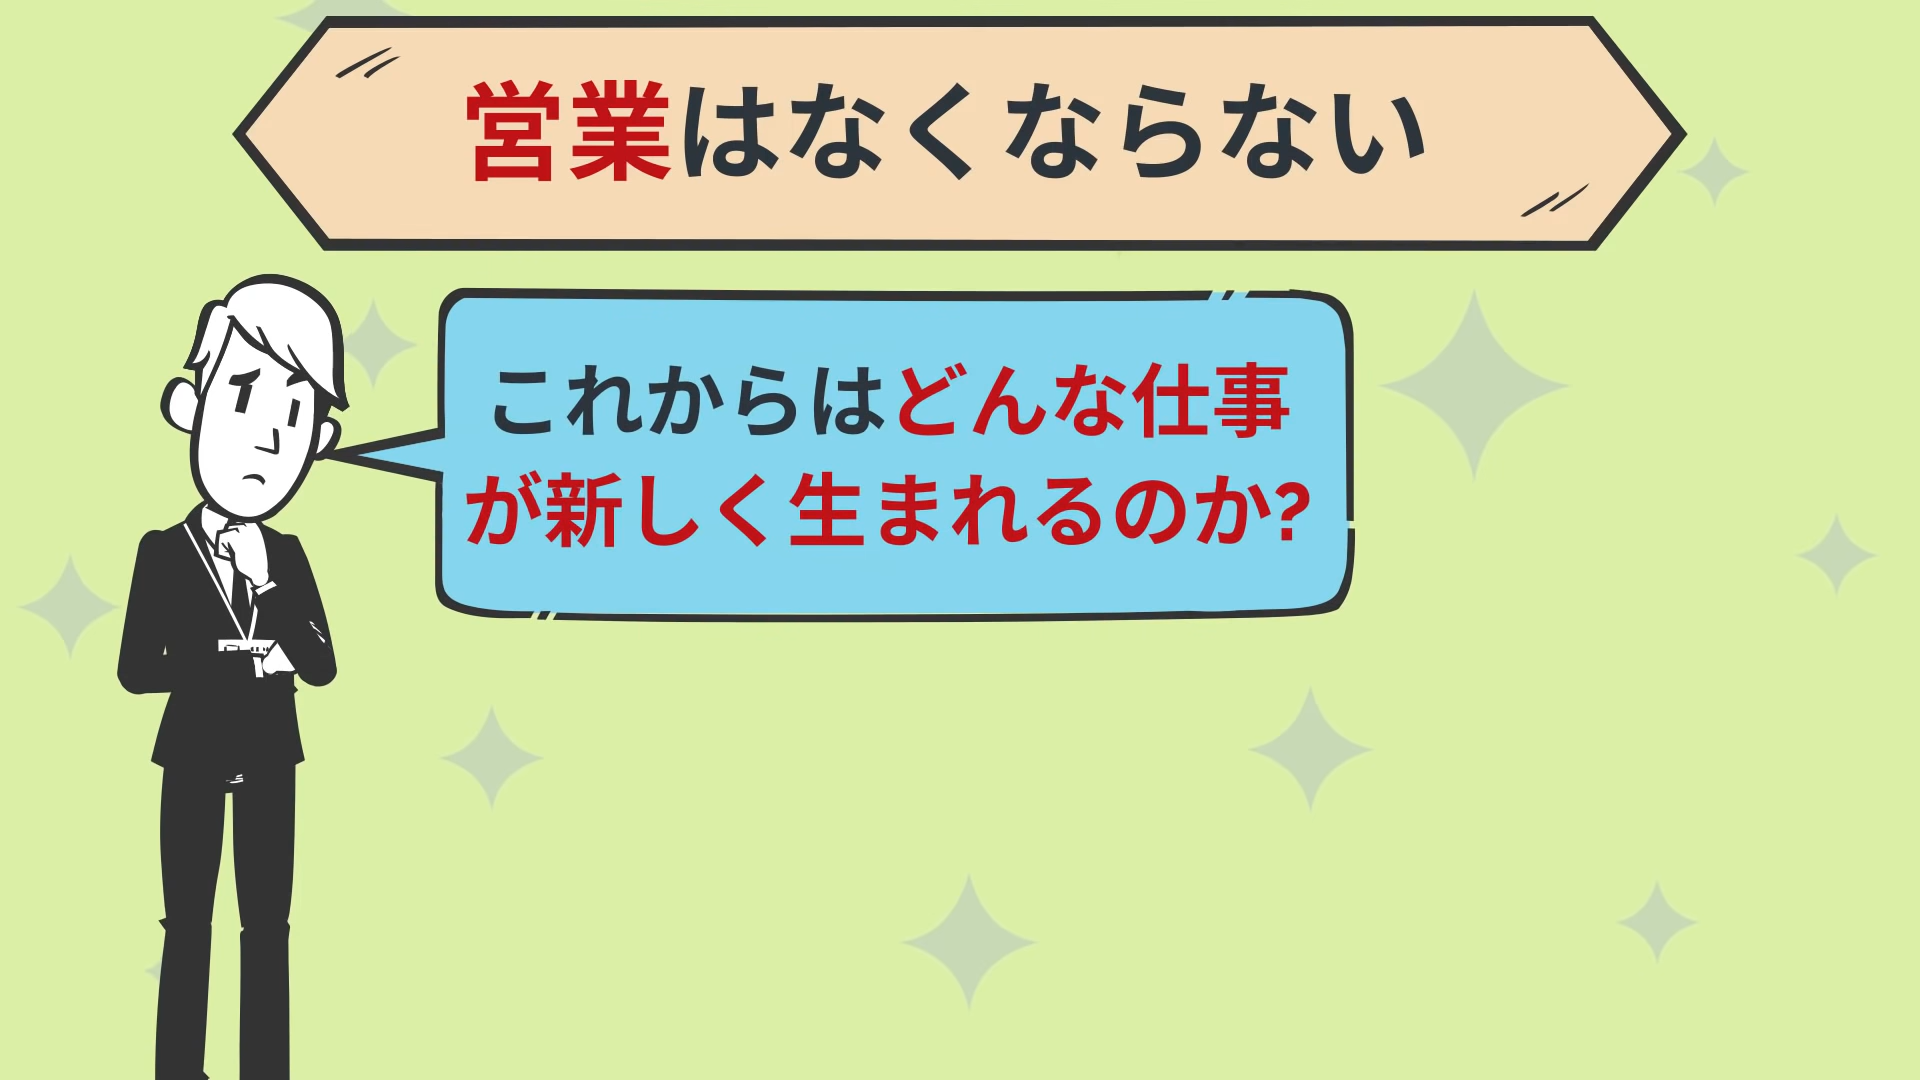 営業はなくならない
これからはどんな仕事
が新しく生まれるのか?